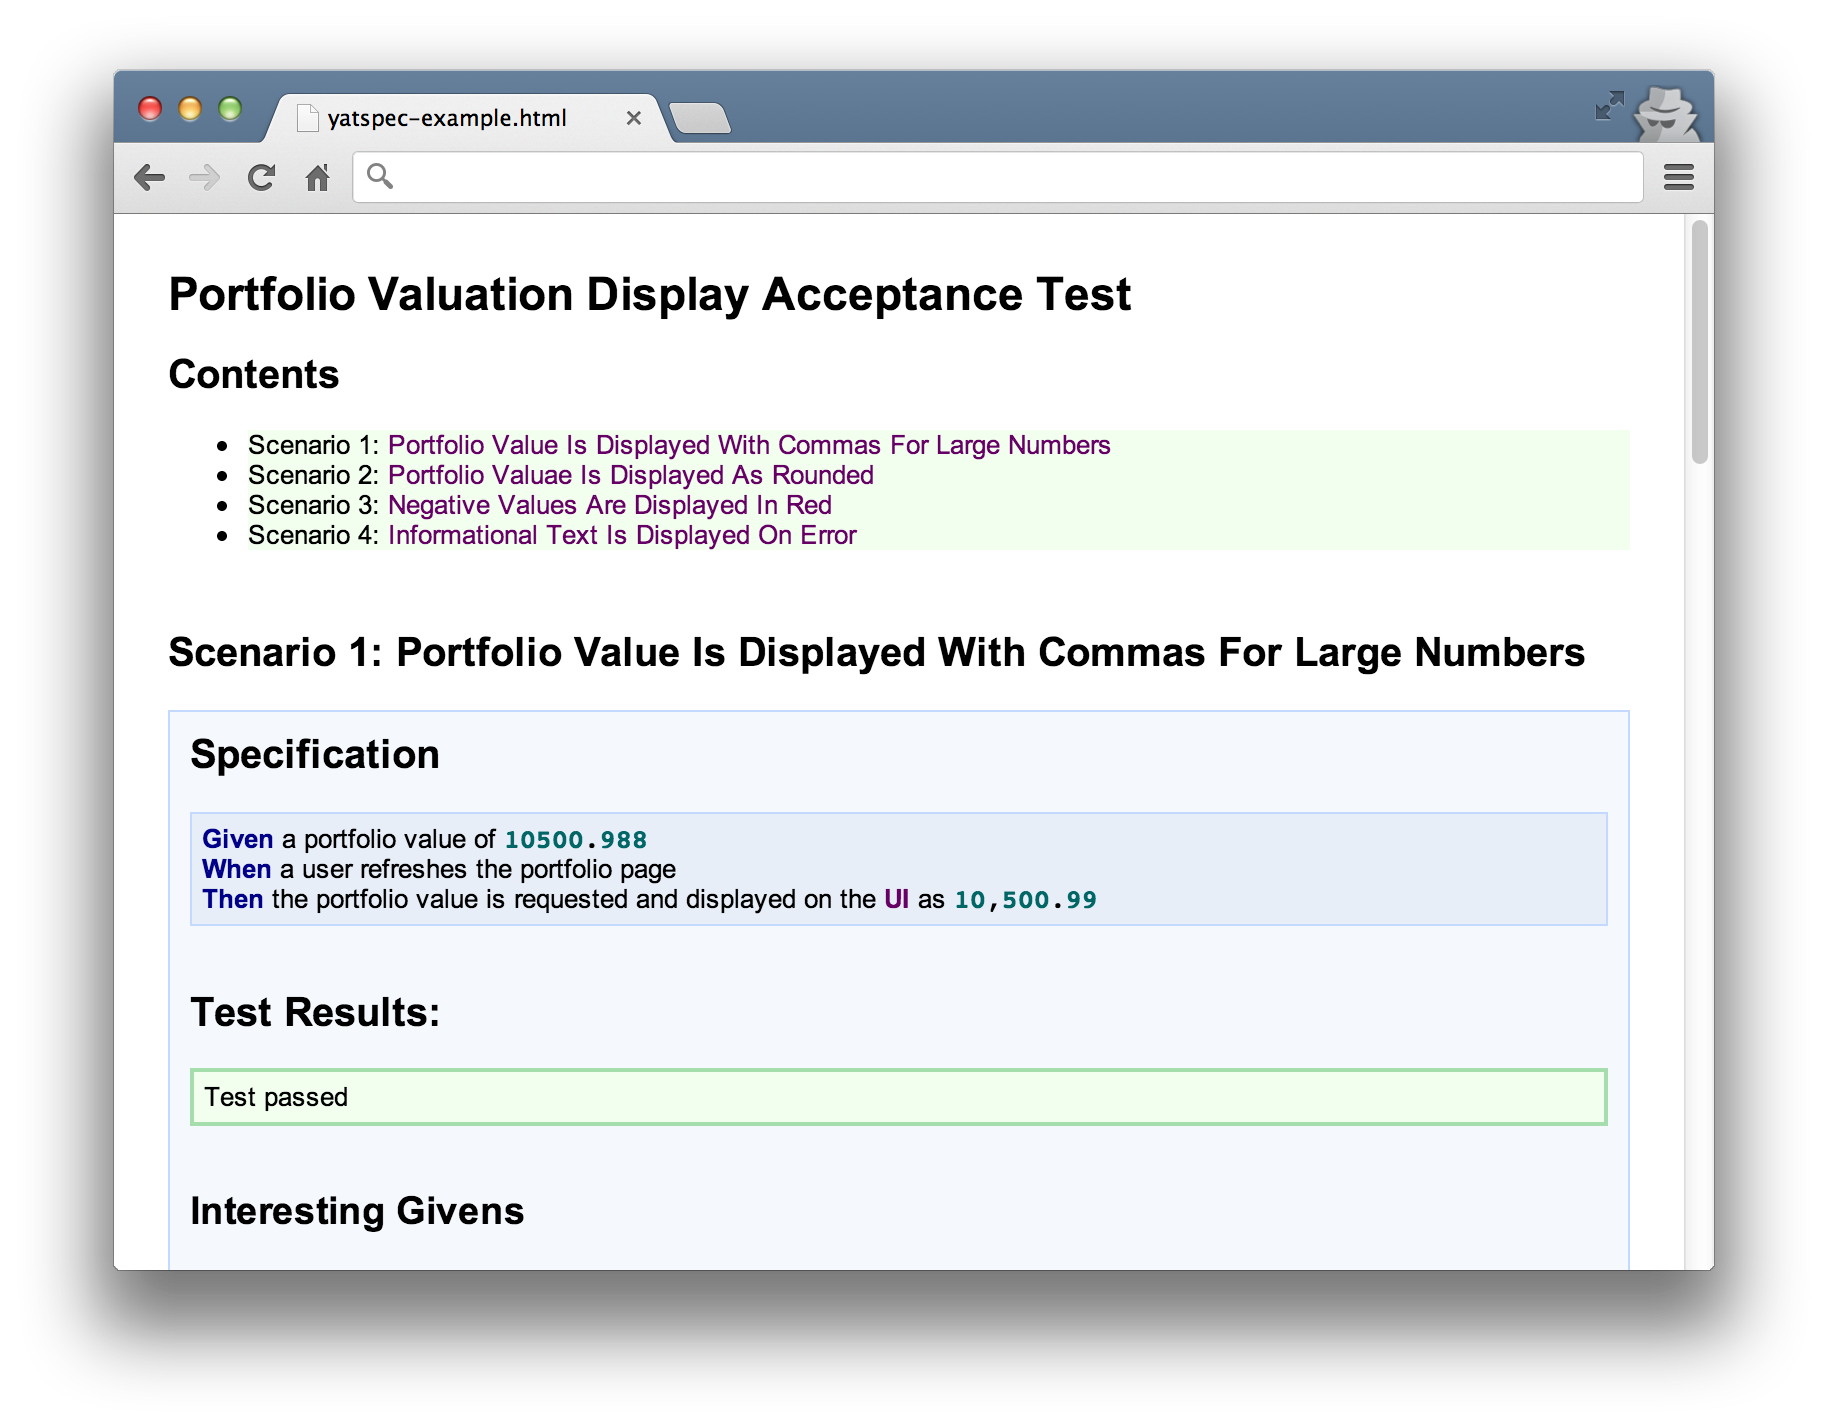 yatspec-example.html
Portfolio Valuation Display Acceptance Test
Contents
Scenario 1: Portfolio Value Is Displayed With Commas For Large Numbers
Scenario 2: Portfolio Valuae Is Displayed As Rounded
Scenario 3: Negative Values Are Displayed In Red
Scenario 4: Informational Text Is Displayed On Error
Scenario 1: Portfolio Value Is Displayed With Commas For Large Numbers
Specification
Given a portfolio value of 10500.988
When a user refreshes the portfolio page
Then the portfolio value is requested and displayed on the UI as 10,500.99
Test Results:
Test passed
Interesting Givens